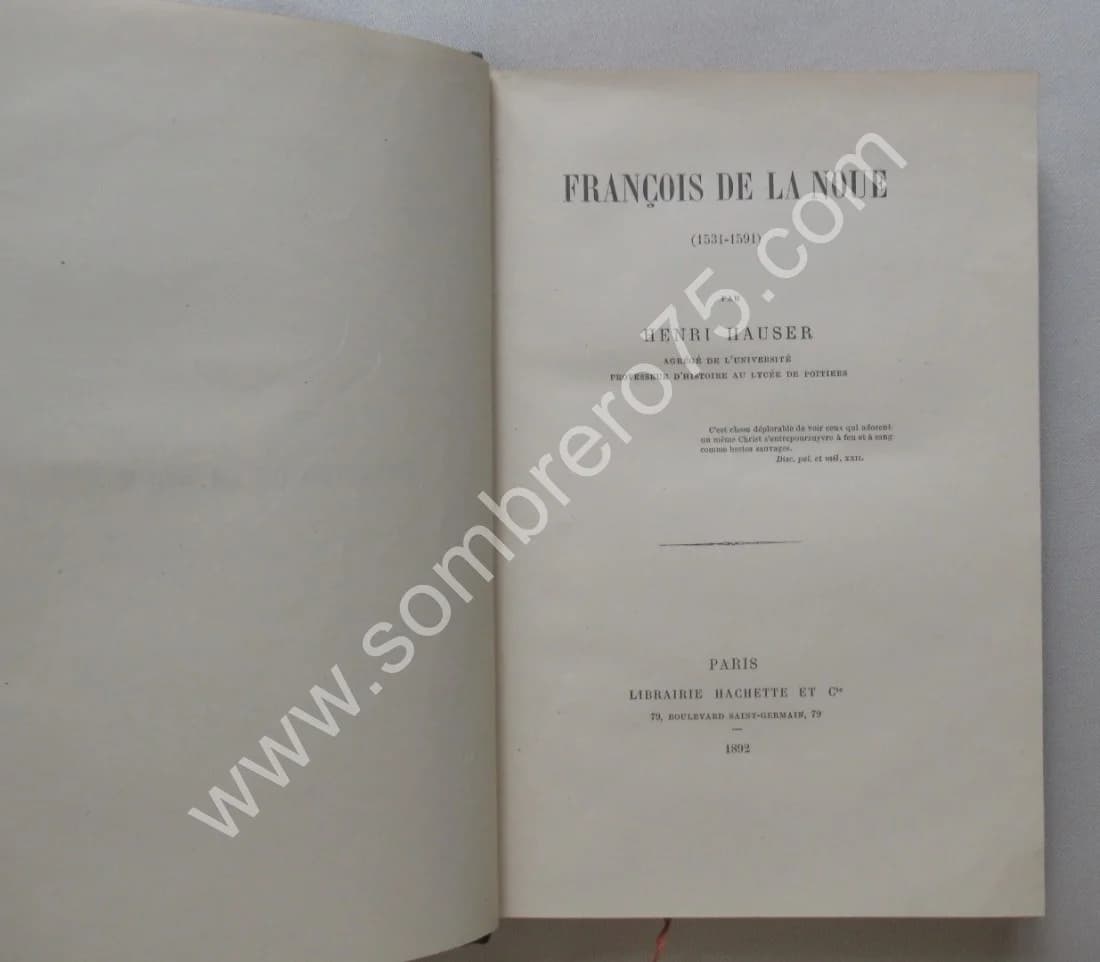 FRANÇOIS DE LA NOUE
(1531-1591)
PAR
HENRI HAUSER
AGRÉGÉ DE L'UNIVERSITÉ
PROFESSEUR D'HISTOIRE AU LYCÉE DE POITIERS
C'est chose déplorable de voir ceux qui adorent
un même Christ s'entrepoursuyvre à feu et à sang
comme bestes sauvages.
Disc. pol. et mil., XXII.
PARIS
LIBRAIRIE HACHETTE ET Cie
79, BOULEVARD SAINT-GERMAIN, 79
1892
www.sombrero75.com